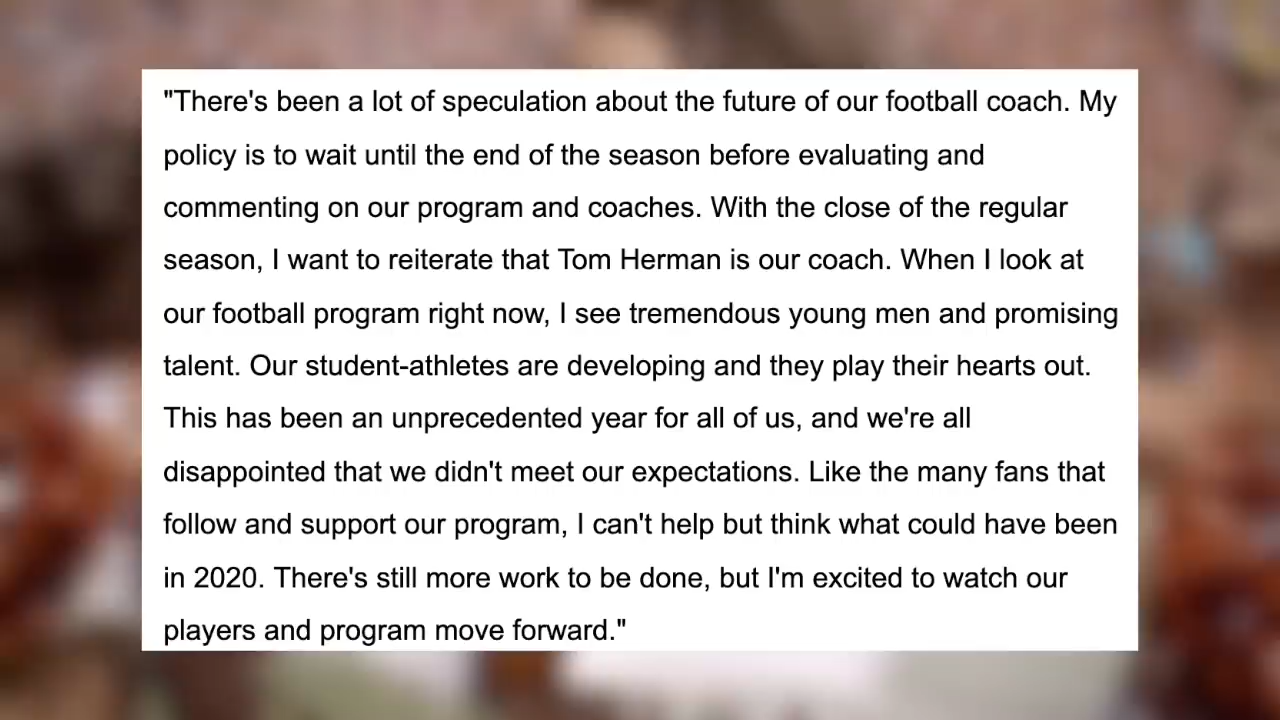 "There's been a lot of speculation about the future of our football coach. My
policy is to wait until the end of the season before evaluating and
commenting on our program and coaches. With the close of the regular
season, I want to reiterate that Tom Herman is our coach. When I look at
our football program right now, I see tremendous young men and promising
talent. Our student-athletes are developing and they play their hearts out.
This has been an unprecedented year for all of us, and we're all
disappointed that we didn't meet our expectations. Like the many fans that
follow and support our program, I can't help but think what could have been
in 2020. There's still more work to be done, but I'm excited to watch our
players and program move forward."